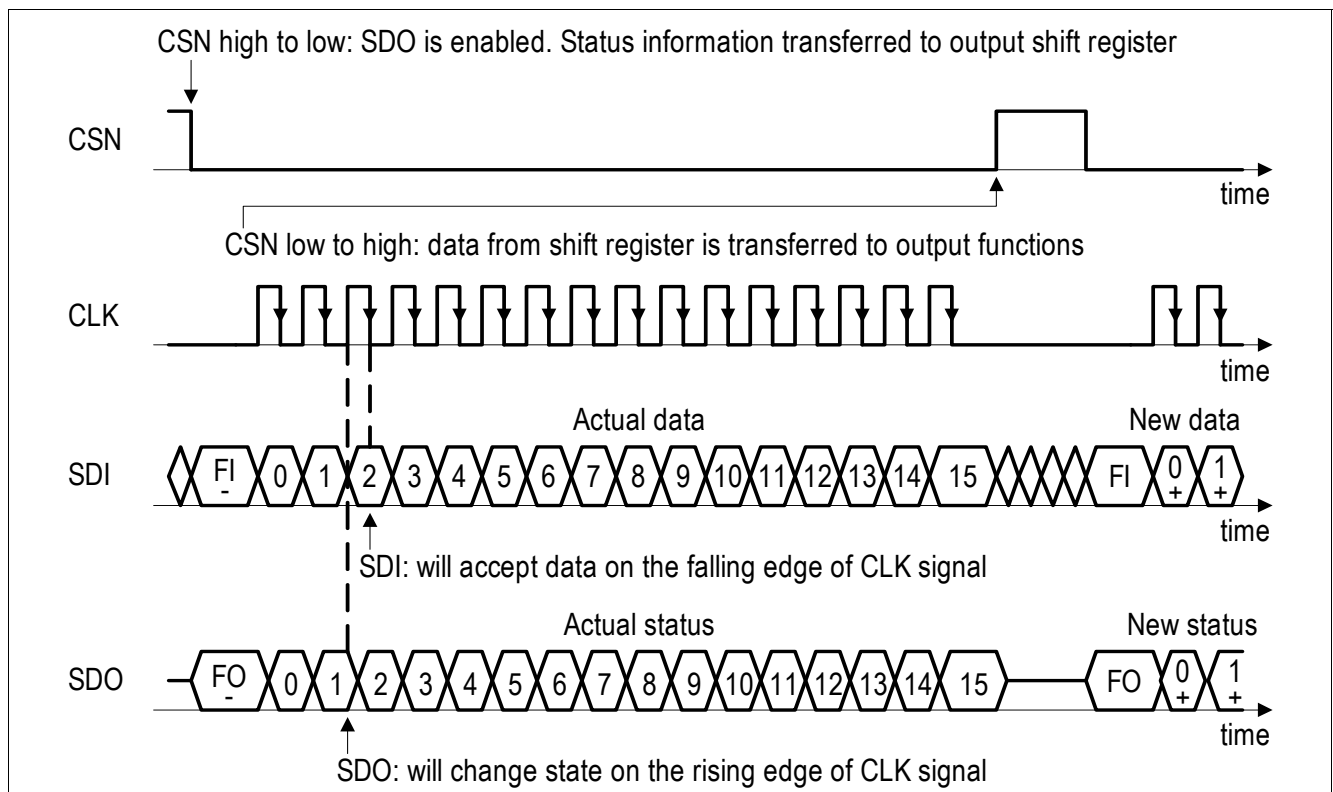 CSN high to low: SDO is enabled. Status information transferred to output shift register
CSN
time
CSN low to high: data from shift register is transferred to output functions
CLK
time
Actual data
New data
SDI
FI - 0 1 2 3 4 5 6 7 8 9 10 11 12 13 14 15 FI 0 + 1 +
time
SDI: will accept data on the falling edge of CLK signal
Actual status
New status
SDO
FO - 0 1 2 3 4 5 6 7 8 9 10 11 12 13 14 15 FO 0 + 1 +
time
SDO: will change state on the rising edge of CLK signal